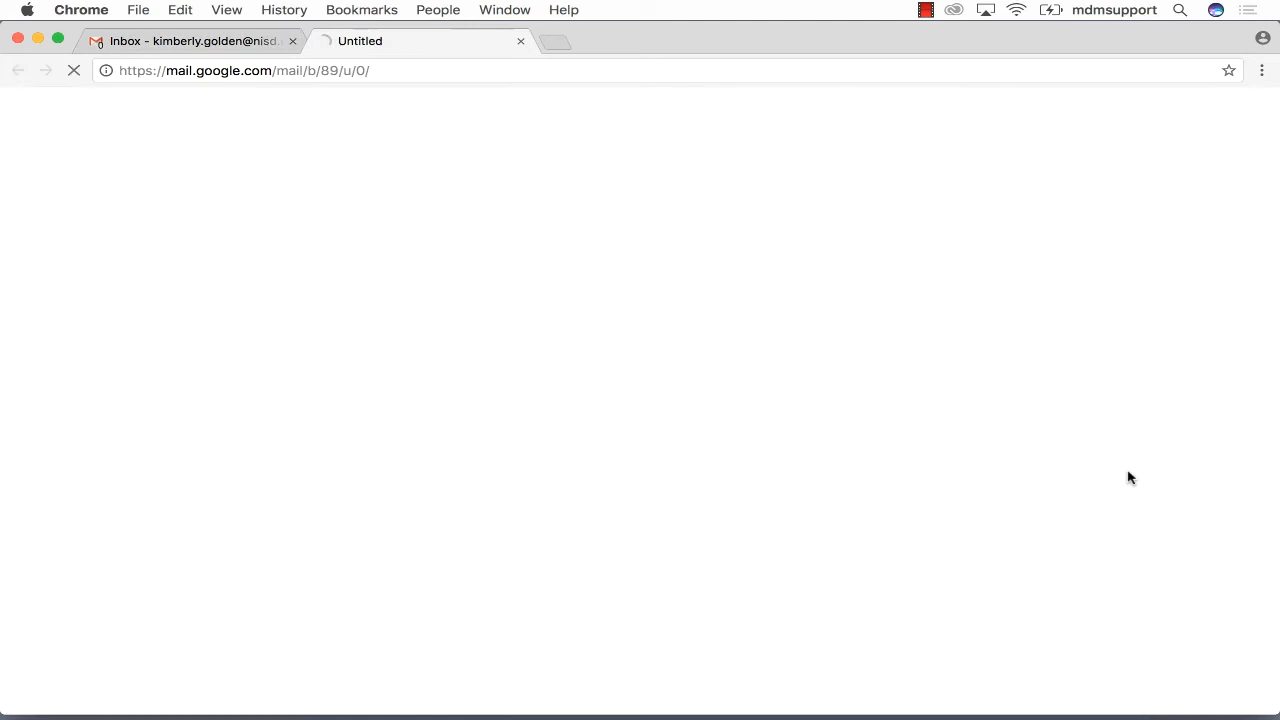 Chrome File Edit View History Bookmarks People Window Help mdmsupport
Inbox - kimberly.golden@nisd. Untitled
https://mail.google.com/mail/b/89/u/0/